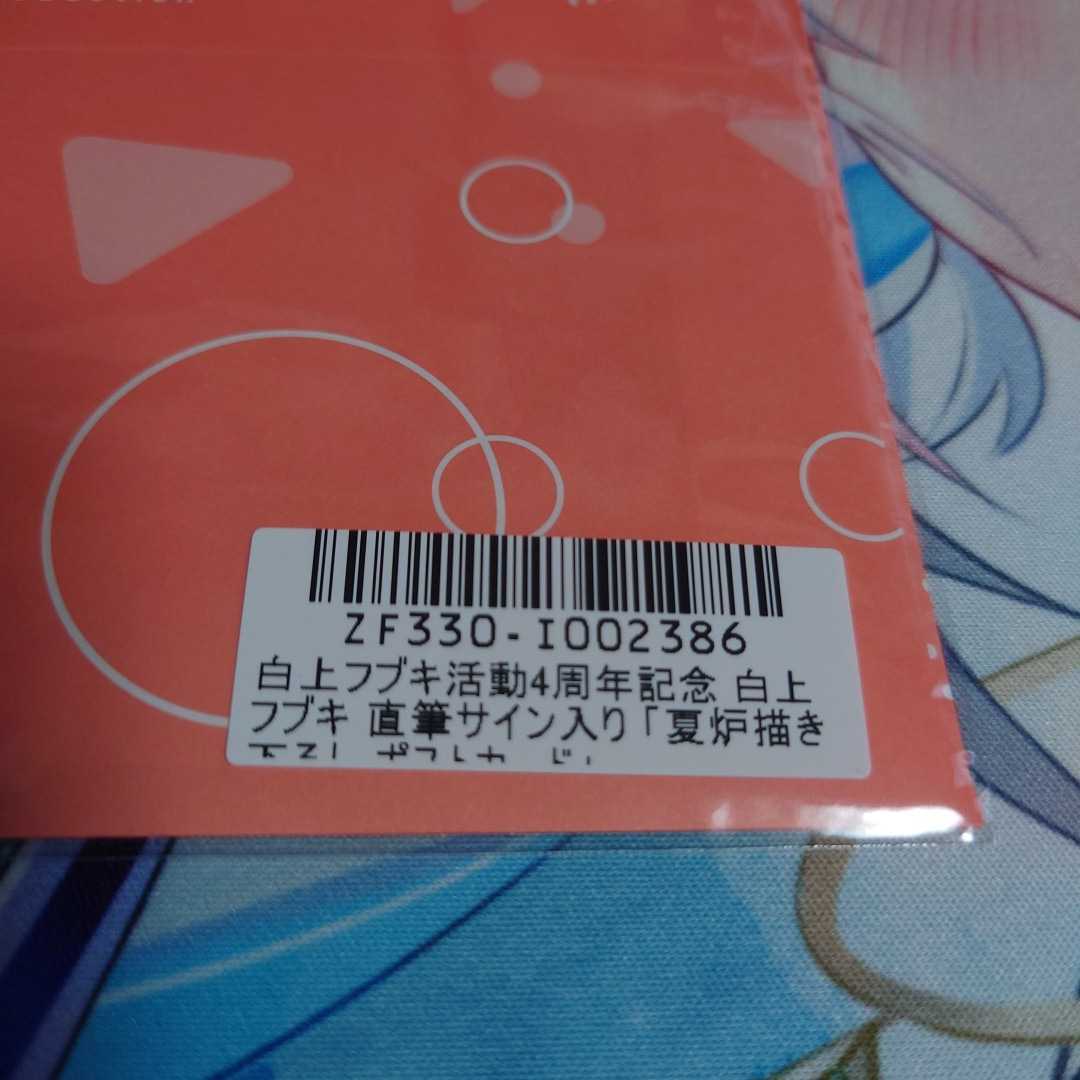 ZF330-I002386
白上フブキ活動4周年記念 白上
フブキ 直筆サイン入り「夏炉描き